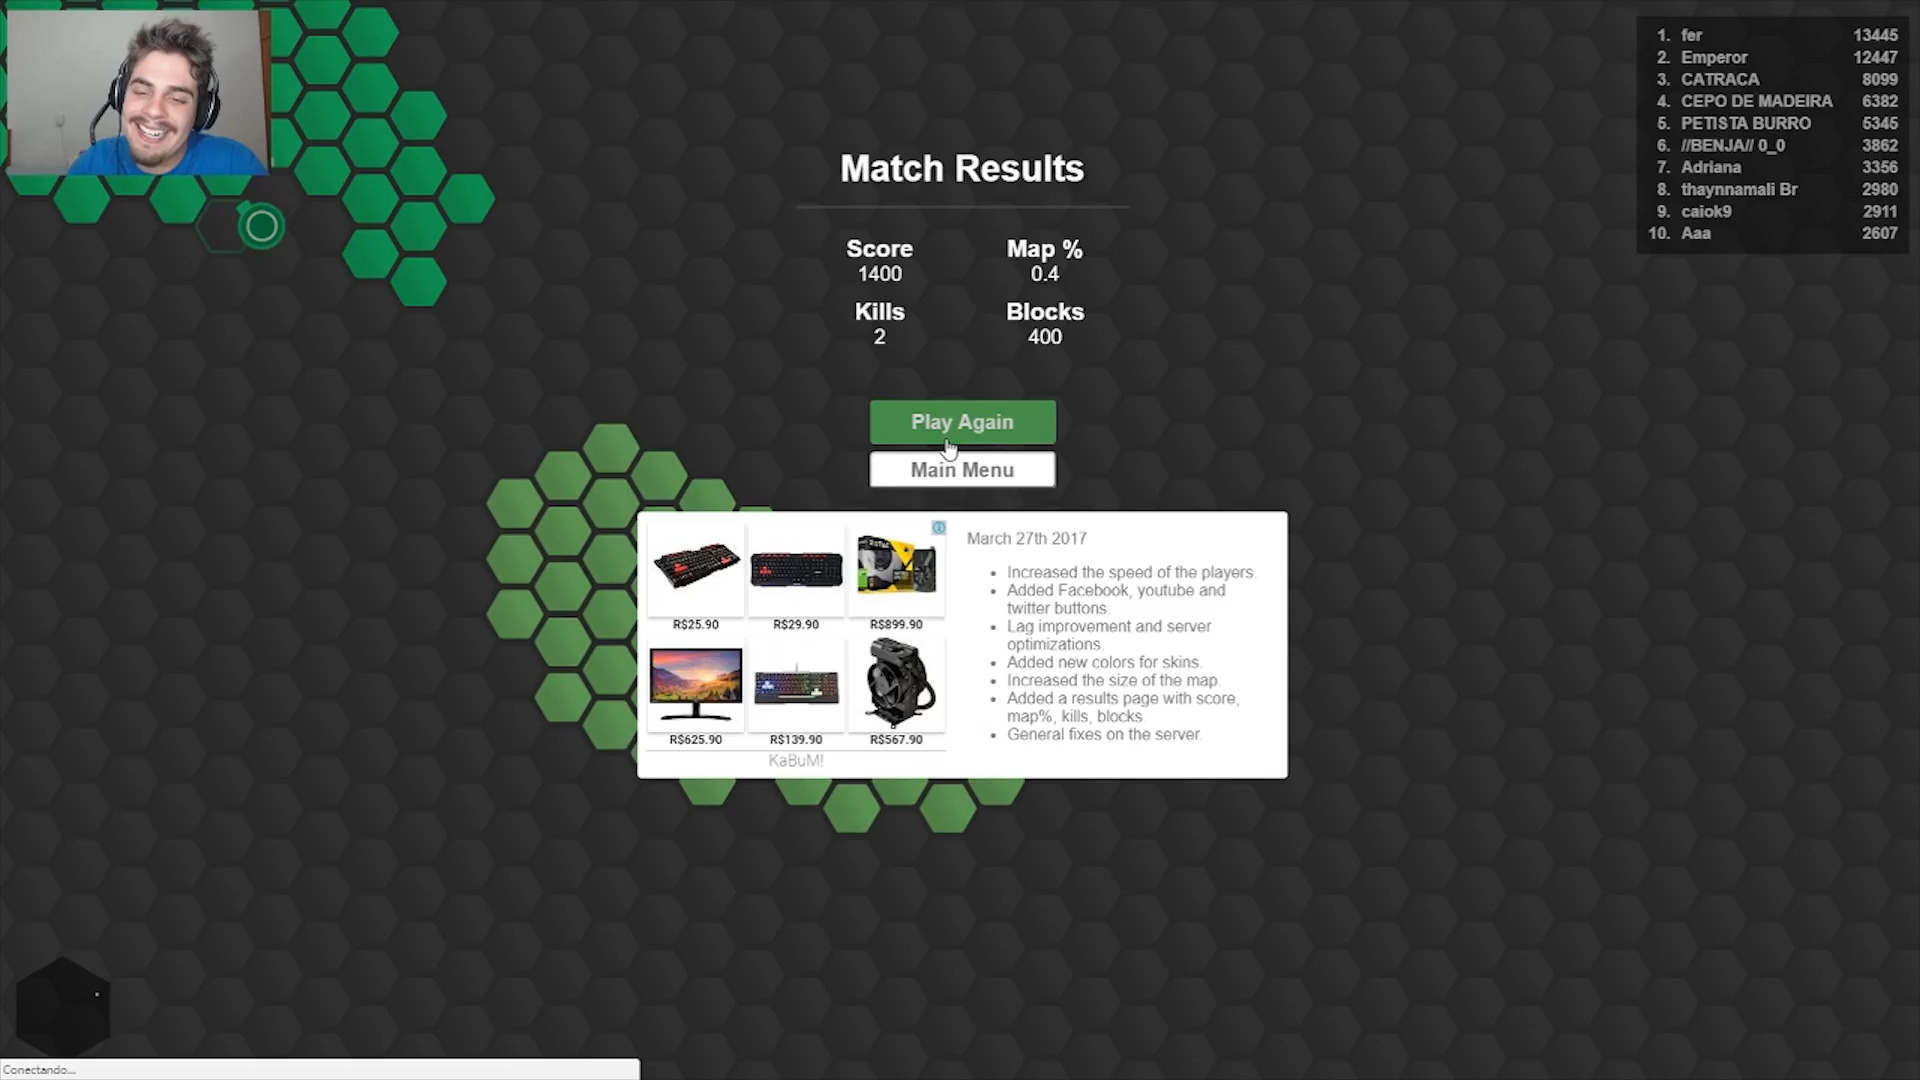 1. fer 13445
2. Emperor 12447
3. CATRACA 8099
4. CEPO DE MADEIRA 6382
5. PETISTA BURRO 5345
6. //BENJA// 0_0 3862
7. Adriana 3356
8. thaynnamali Br 2980
9. caiok9 2911
10. Aaa 2607
Match Results
Score Map %
1400 0.4
Kills Blocks
2 400
Play Again
Main Menu
R$25.90 R$29.90 R$899.90
R$625.90 R$139.90 R$567.90
KaBuM!
March 27th 2017
• Increased the speed of the players.
• Added Facebook, youtube and
twitter buttons.
• Lag improvement and server
optimizations.
• Added new colors for skins.
• Increased the size of the map.
• Added a results page with score,
map%, kills, blocks.
• General fixes on the server.
Conectando...